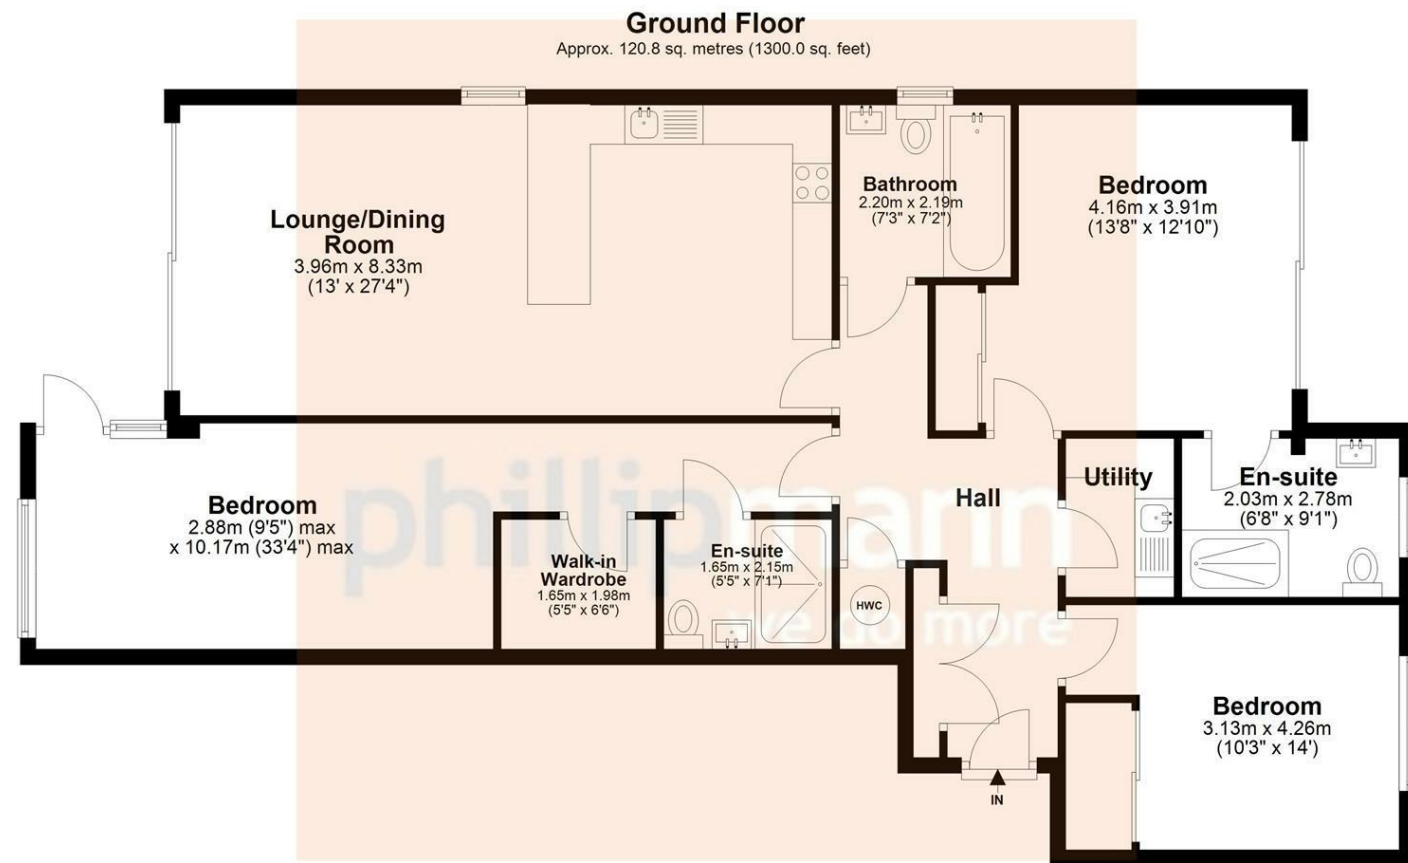 Ground Floor
Approx. 120.8 sq. metres (1300.0 sq. feet)
Lounge/Dining
Room
3.96m x 8.33m
(13' x 27'4")
Bathroom
2.20m x 2.19m
(7'3" x 7'2")
Bedroom
4.16m x 3.91m
(13'8" x 12'10")
Bedroom
2.88m (9'5") max
x 10.17m (33'4") max
Walk-in
Wardrobe
1.65m x 1.98m
(5'5" x 6'6")
En-suite
1.65m x 2.15m
(5'5" x 7'1")
HWC
Hall
Utility
En-suite
2.03m x 2.78m
(6'8" x 9'1")
Bedroom
3.13m x 4.26m
(10'3" x 14')
IN
phillipmann
we do more